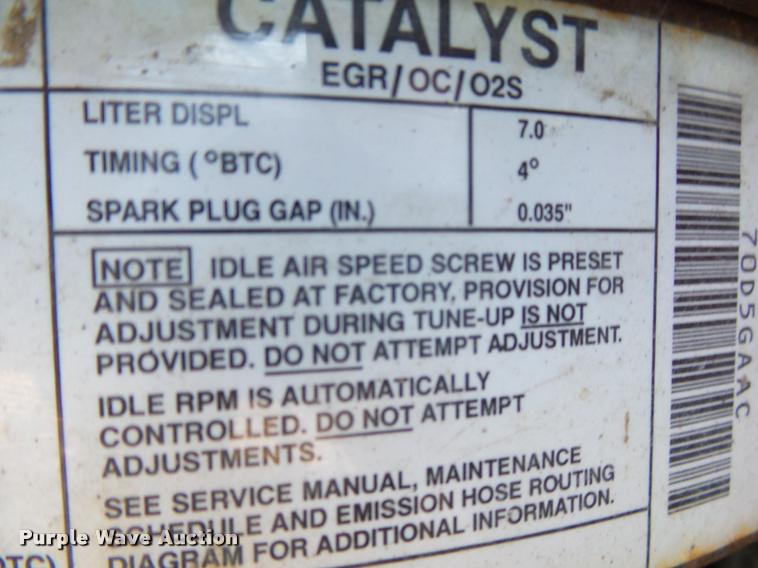 CATALYST
EGR/OC/O2S
LITER DISPL 7.0
TIMING (°BTC) 4°
SPARK PLUG GAP (IN.) 0.035"
NOTE IDLE AIR SPEED SCREW IS PRESET
AND SEALED AT FACTORY, PROVISION FOR
ADJUSTMENT DURING TUNE-UP IS NOT
PROVIDED. DO NOT ATTEMPT ADJUSTMENT.
IDLE RPM IS AUTOMATICALLY
CONTROLLED. DO NOT ATTEMPT
ADJUSTMENTS.
SEE SERVICE MANUAL, MAINTENANCE
SCHEDULE AND EMISSION HOSE ROUTING
DIAGRAM FOR ADDITIONAL INFORMATION.
70D5GAAC
Purple Wave Auction